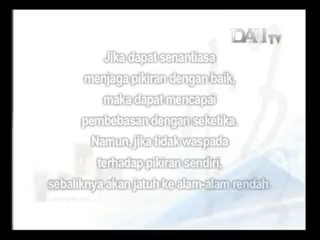 DAAI TV
Jika dapat senantiasa
menjaga pikiran dengan baik,
maka dapat mencapai
pembebasan dengan seketika.
Namun, jika tidak waspada
terhadap pikiran sendiri,
sebaliknya akan jatuh ke alam-alam rendah